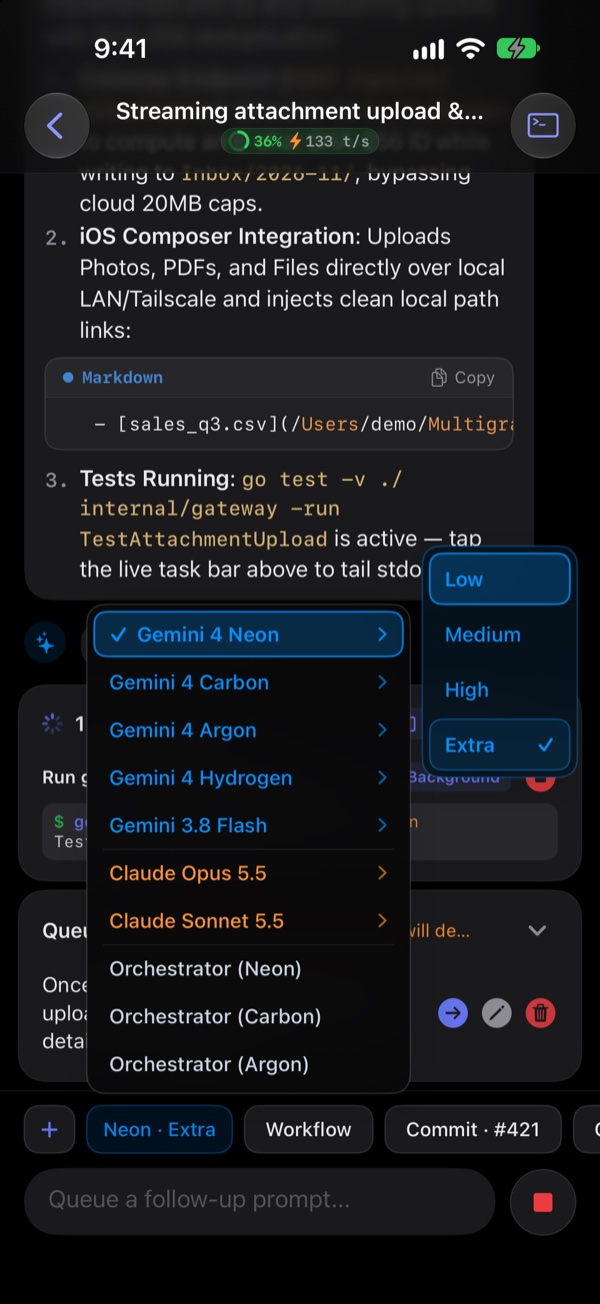 9:41
Streaming attachment upload &...
36% 133 t/s
writing to Inbox/2026-11/, bypassing
cloud 20MB caps.
2. iOS Composer Integration: Uploads
Photos, PDFs, and Files directly over local
LAN/Tailscale and injects clean local path
links:
Markdown
Copy
- [sales_q3.csv](/Users/demo/Multigra
3. Tests Running: go test -v ./
internal/gateway -run
TestAttachmentUpload is active — tap
the live task bar above to tail stdo
Low
Medium
High
Extra
Gemini 4 Neon
Gemini 4 Carbon
Gemini 4 Argon
Gemini 4 Hydrogen
Gemini 3.8 Flash
Claude Opus 5.5
Claude Sonnet 5.5
Orchestrator (Neon)
Orchestrator (Carbon)
Orchestrator (Argon)
1
Run g
Background
$ g
Tes
Queu
will de...
Once
uploa
detai
+
Neon · Extra
Workflow
Commit · #421
Queue a follow-up prompt...